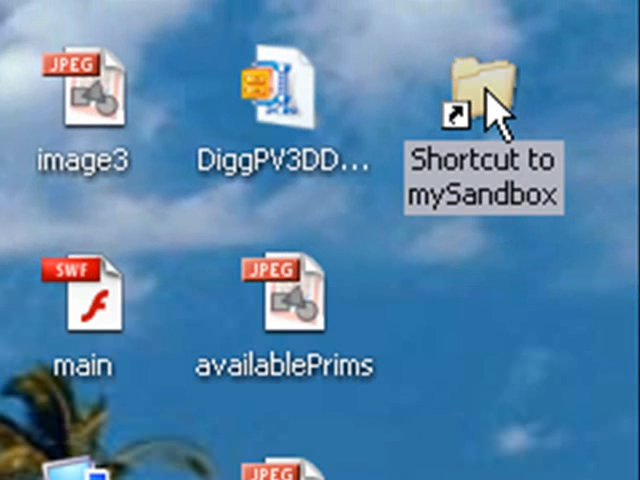 JPEG
image3
DiggPV3DD...
Shortcut to
mySandbox
SWF
main
JPEG
availablePrims
JPEG